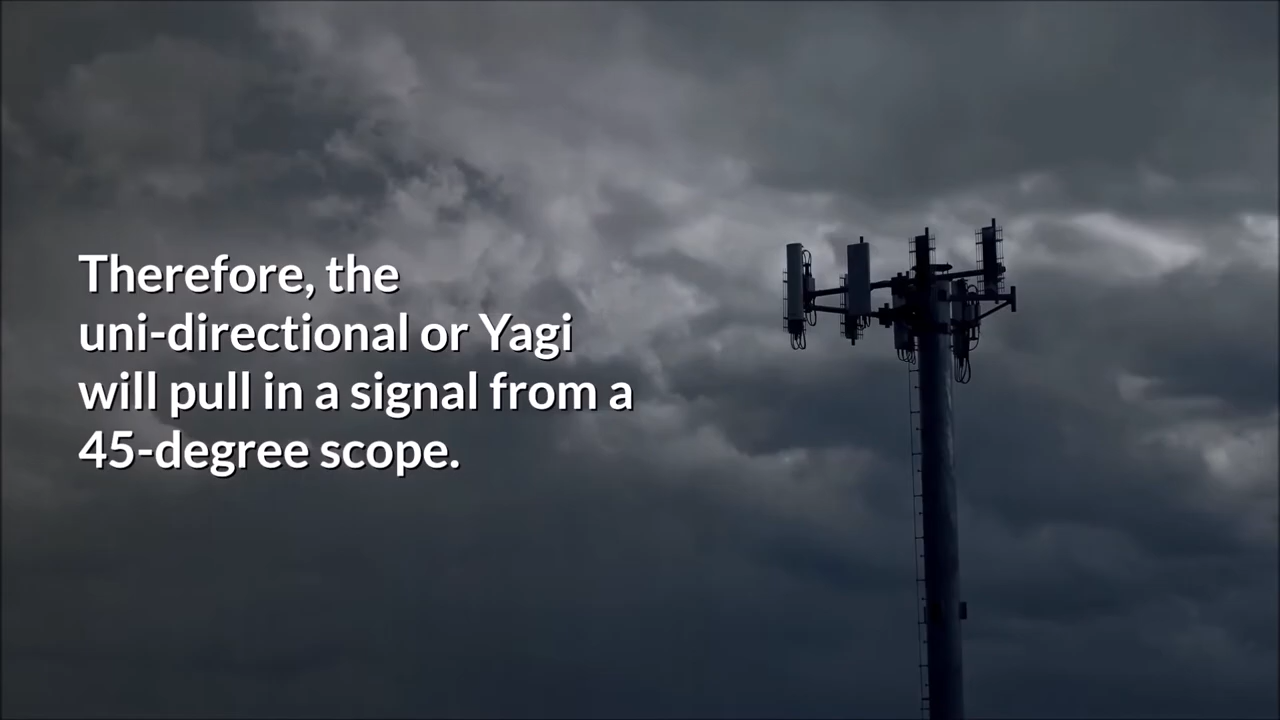 Therefore, the
uni-directional or Yagi
will pull in a signal from a
45-degree scope.